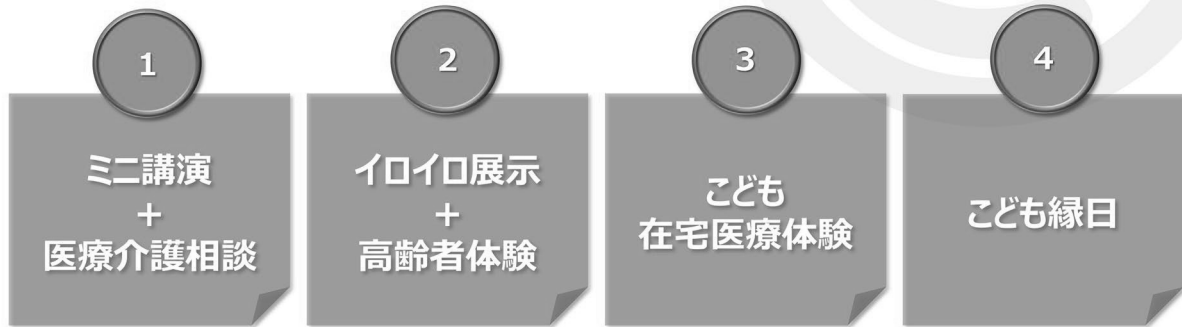 1
ミニ講演
+
医療介護相談
2
イロイロ展示
+
高齢者体験
3
こども
在宅医療体験
4
こども縁日